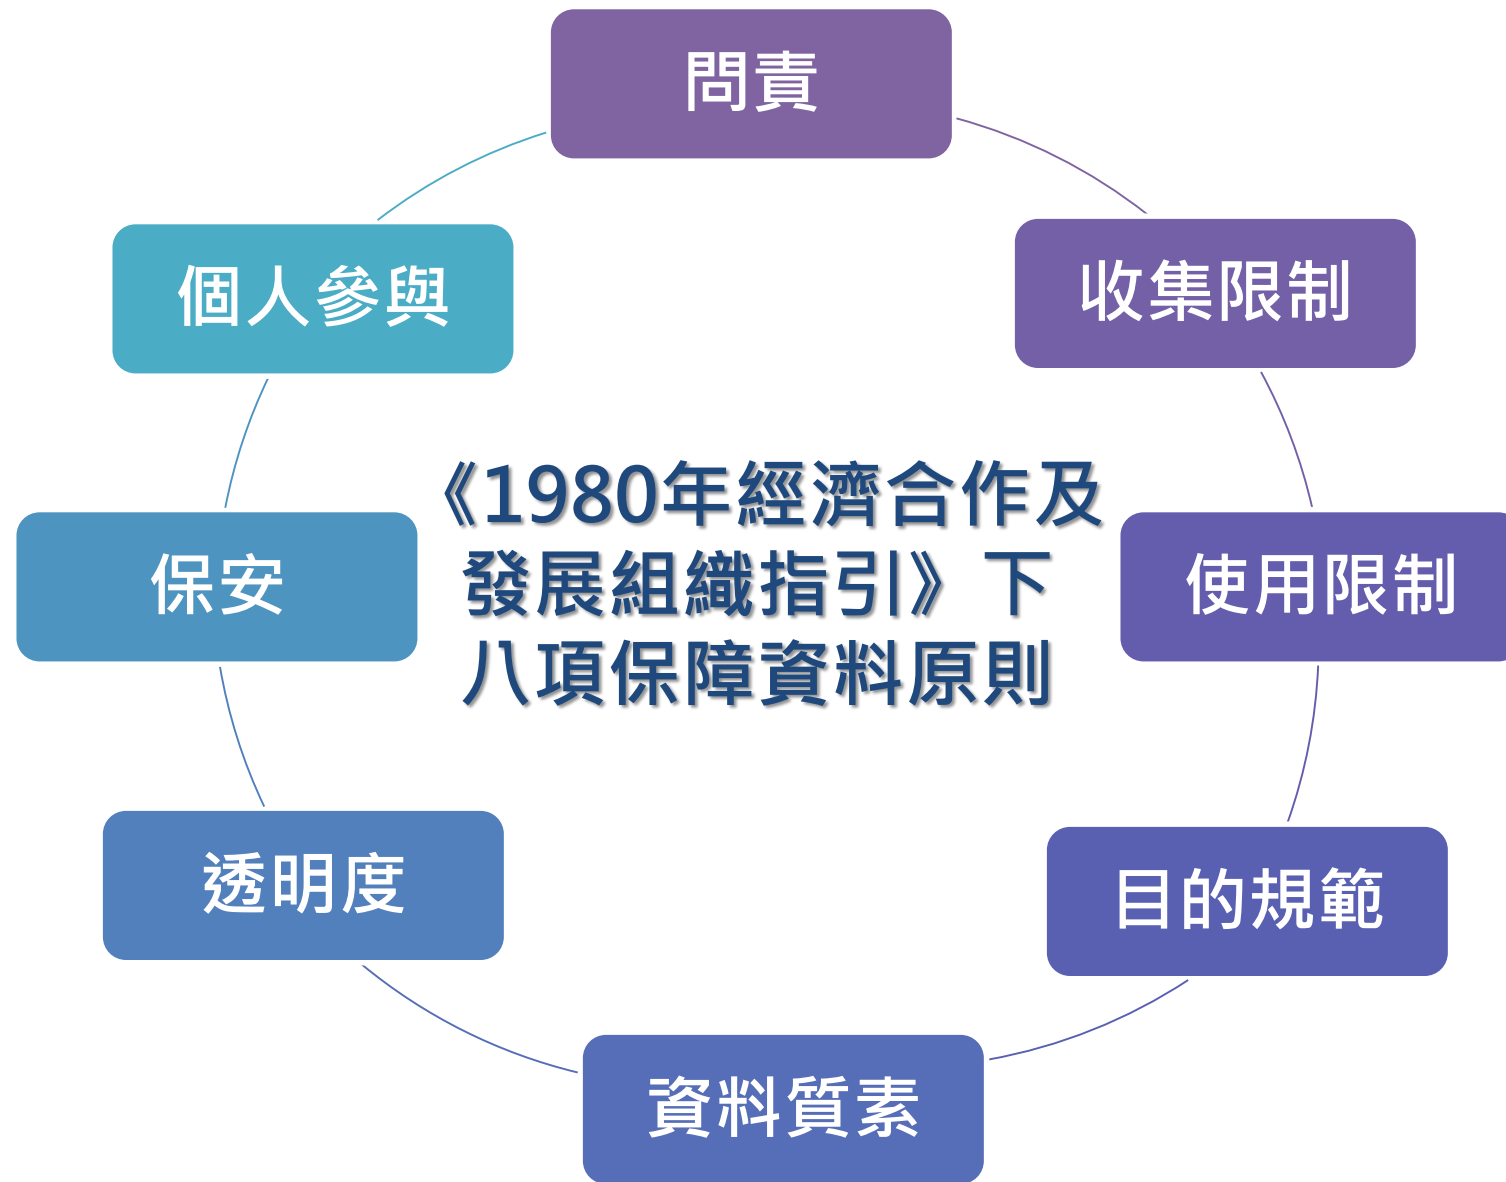 問責
個人參與
收集限制
《1980年經濟合作及
發展組織指引》下
八項保障資料原則
保安
使用限制
透明度
目的規範
資料質素